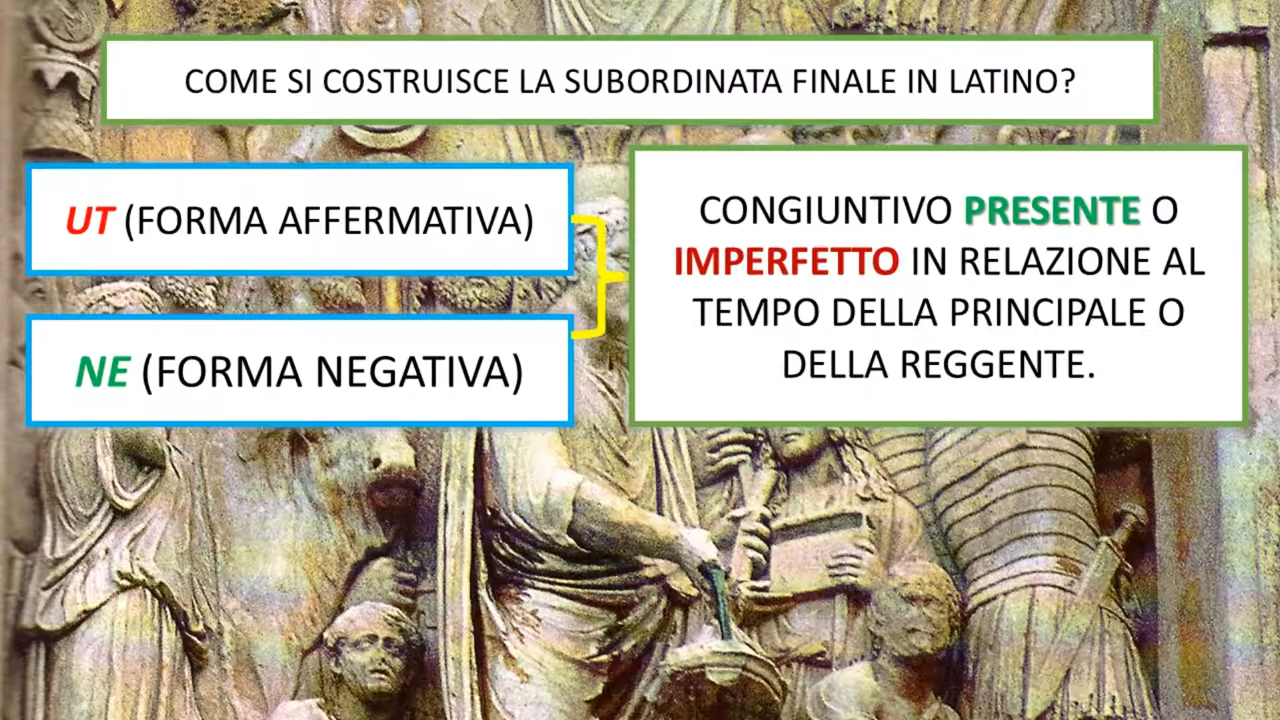 COME SI COSTRUISCE LA SUBORDINATA FINALE IN LATINO?
UT (FORMA AFFERMATIVA)
NE (FORMA NEGATIVA)
CONGIUNTIVO PRESENTE O
IMPERFETTO IN RELAZIONE AL
TEMPO DELLA PRINCIPALE O
DELLA REGGENTE.